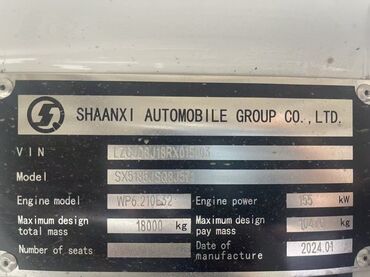 SHAANXI AUTOMOBILE GROUP CO.,LTD.
VIN
Model
Engine model WP6.210E32 Engine power 155 kW
Maximum design total mass 18000 kg Maximum design pay mass kg
Number of seats Date of manufacture 2024.01